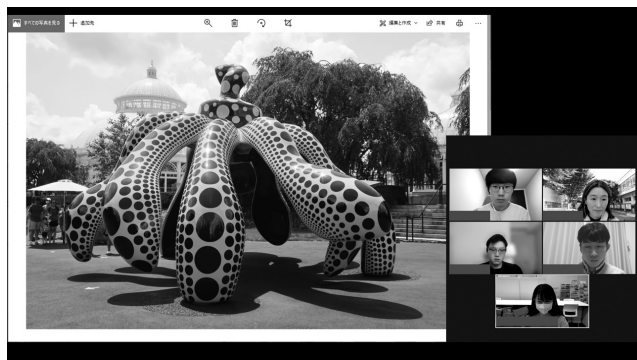 すべての写真を見る
追加先
編集と作成
共有